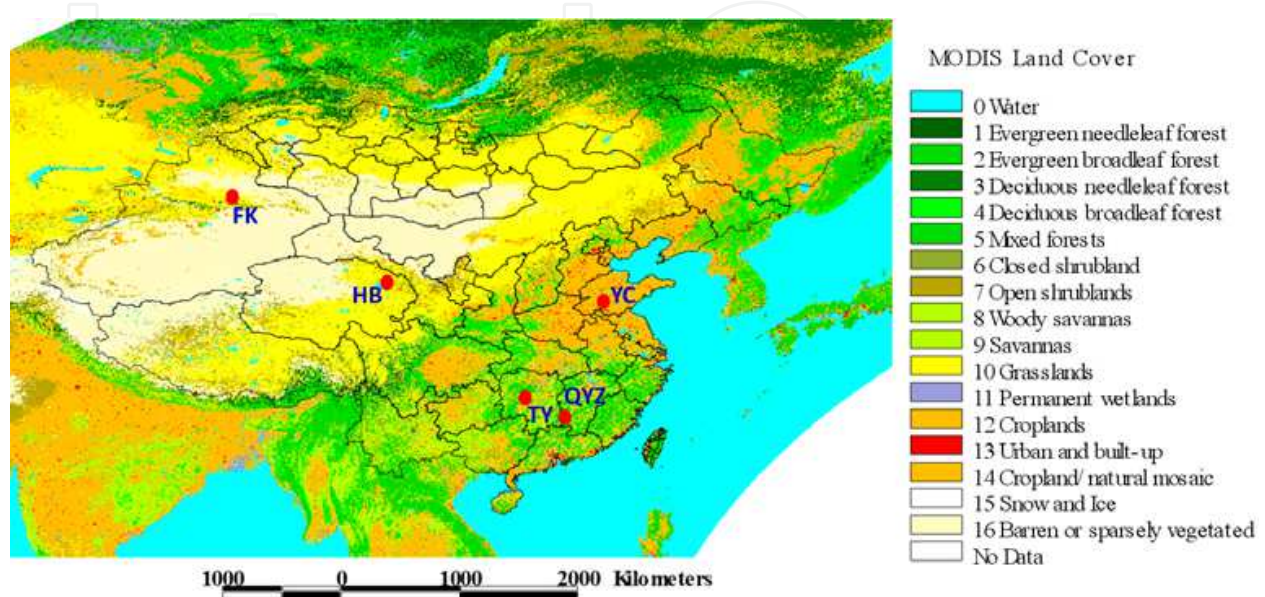 MODIS Land Cover
0 Water
1 Evergreen needleleaf forest
2 Evergreen broadleaf forest
3 Deciduous needleleaf forest
4 Deciduous broadleaf forest
5 Mixed forests
6 Closed shrubland
7 Open shrublands
8 Woody savannas
9 Savannas
10 Grasslands
11 Permanent wetlands
12 Croplands
13 Urban and built-up
14 Cropland/ natural mosaic
15 Snow and Ice
16 Barren or sparsely vegetated
No Data
FK
HB
YC
QYZ
TY
1000 0 1000 2000 Kilometers